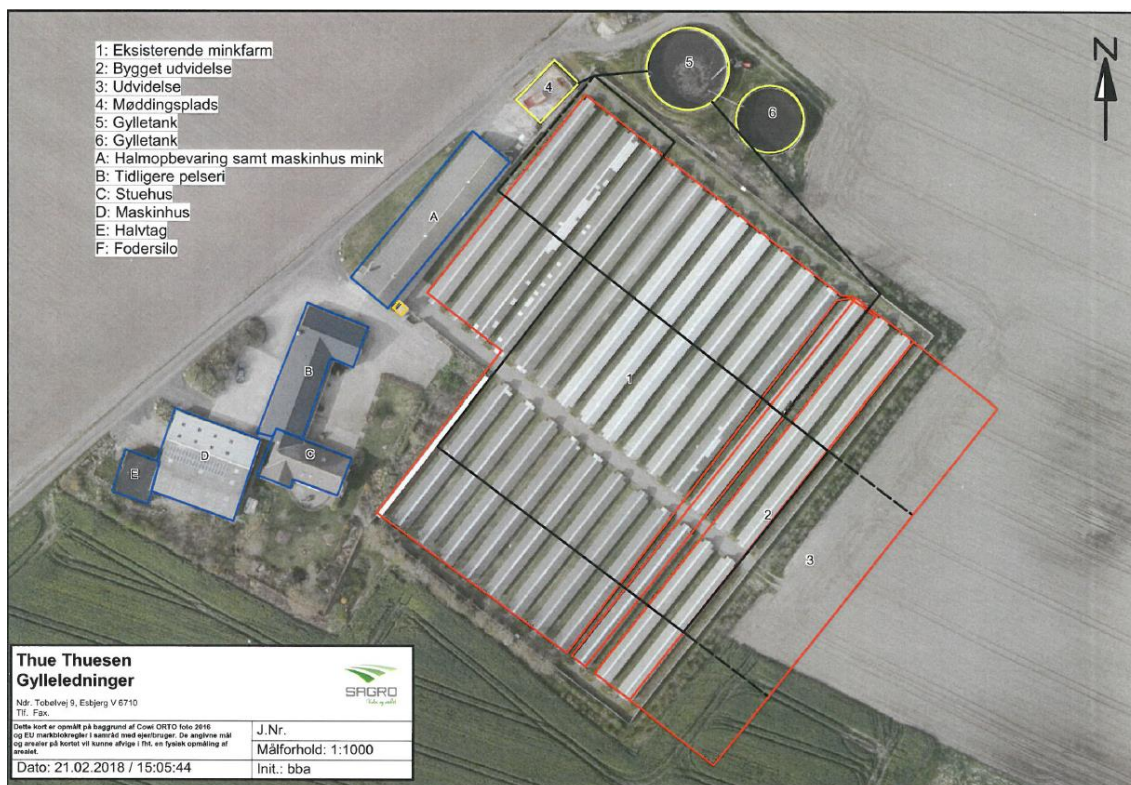 1: Eksisterende minkfarm
2: Bygget udvidelse
3: Udvidelse
4: Møddingsplads
5: Gylletank
6: Gylletank
A: Halmopbevaring samt maskinhus mink
B: Tidligere pelseri
C: Stuehus
D: Maskinhus
E: Halvtag
F: Fodersilo
N
4
5
6
A
B
C
D
E
1
2
3
Thue Thuesen
Gylleledninger
Ndr. Tobølvej 9, Esbjerg V 6710
Tlf. Fax.
SAGRO
Dette kort er opmålt på baggrund af Cowi ORTO foto 2016
og EU markblokregler i samråd med ejer/bruger. De angivne mål
og arealer på kortet vil kunne afvige i fht. en fysisk opmåling af
arealet.
J.Nr.
Målforhold: 1:1000
Dato: 21.02.2018 / 15:05:44
Init.: bba